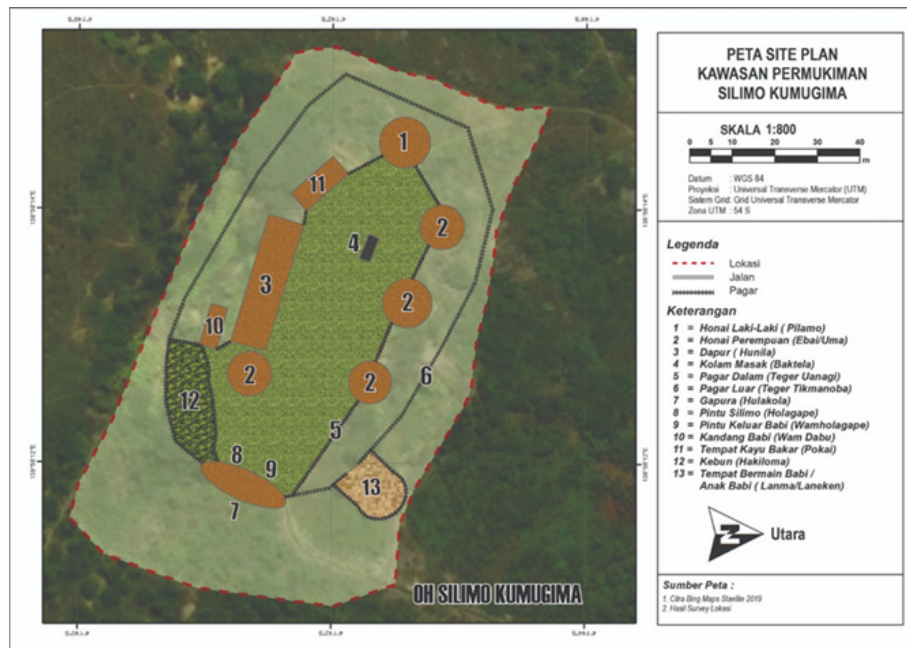 PETA SITE PLAN
KAWASAN PERMUKIMAN
SILIMO KUMUGIMA
SKALA 1:800
0 5 10 20 30 40
m
Datum : WGS 84
Proyeksi : Universal Transverse Mercator (UTM)
Sistem Grid: Grid Universal Transverse Mercator
Zona UTM : 54 S
Legenda
Lokasi
Jalan
Pagar
Keterangan
1 = Honai Laki-Laki (Pilamo)
2 = Honai Perempuan (Ebai/Uma)
3 = Dapur ( Hunila)
4 = Kolam Masak (Baktela)
5 = Pagar Dalam (Teger Uanagi)
6 = Pagar Luar (Teger Tikmanoba)
7 = Gapura (Hulakola)
8 = Pintu Silimo (Holagape)
9 = Pintu Keluar Babi (Wamholagape)
10 = Kandang Babi (Wam Dabu)
11 = Tempat Kayu Bakar (Pokai)
12 = Kebun (Hakiloma)
13 = Tempat Bermain Babi /
Anak Babi ( Lanma/Laneken)
Z
Utara
Sumber Peta :
1. Citra Bing Maps Staelite 2019
2. Hasil Survey Lokasi
1
11
2
4
3
2
10
2
2
6
12
5
8
9
13
7
OH SILIMO KUMUGIMA